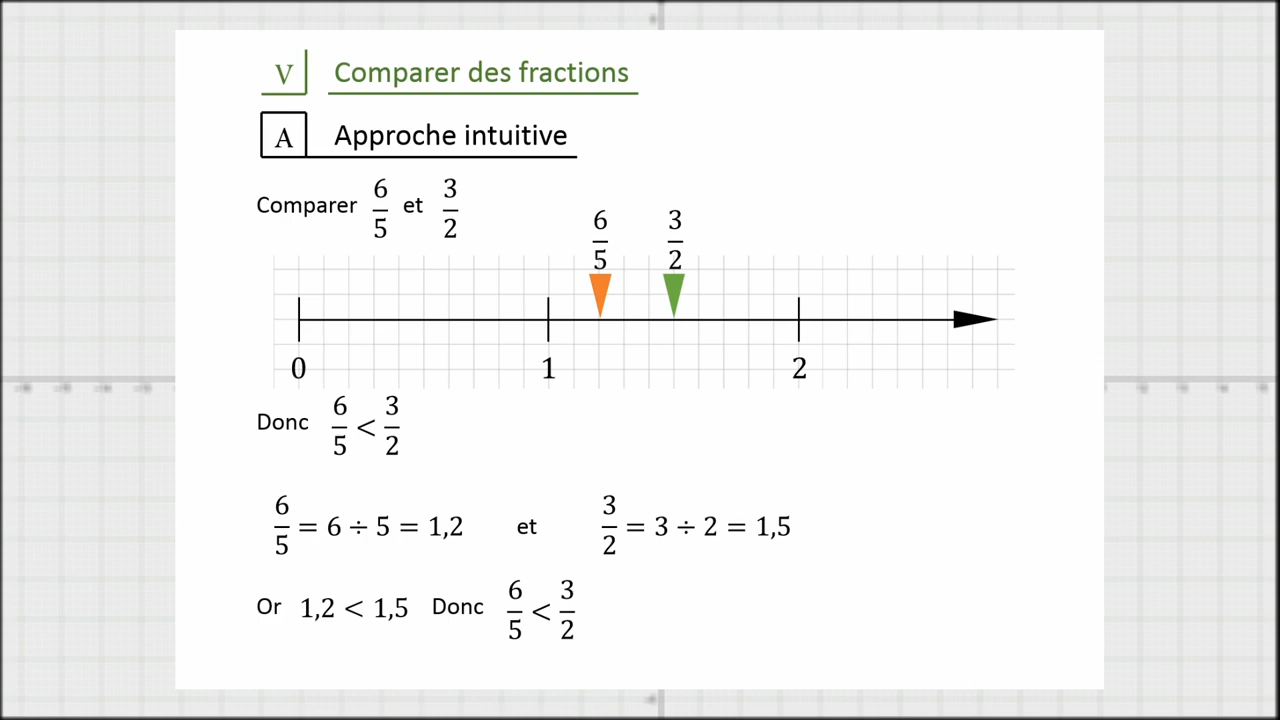 V Comparer des fractions
A Approche intuitive
Comparer 6/5 et 3/2
6/5 3/2
0 1 2
Donc 6/5 < 3/2
6/5 = 6 ÷ 5 = 1,2 et 3/2 = 3 ÷ 2 = 1,5
Or 1,2 < 1,5 Donc 6/5 < 3/2